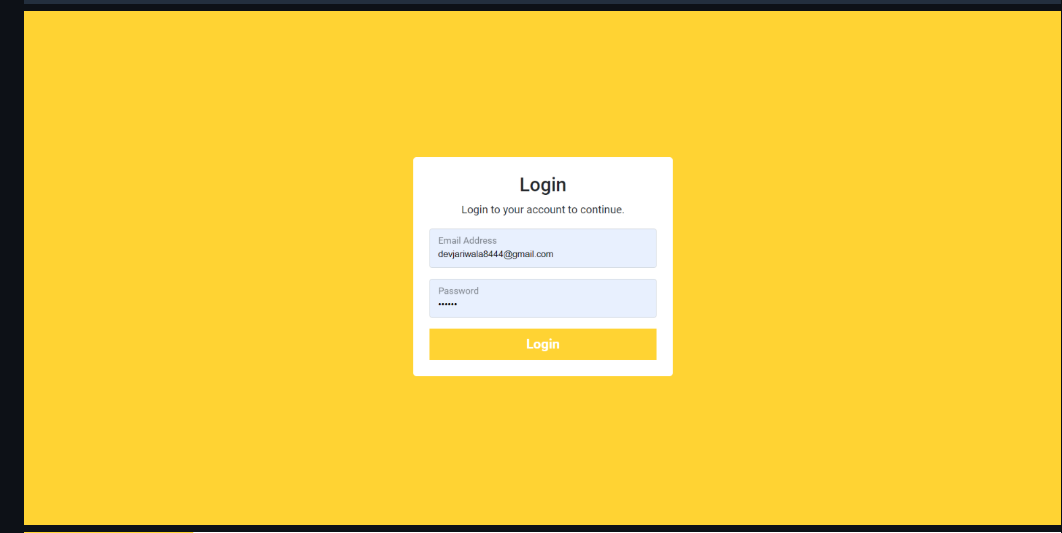 Login
Login to your account to continue.
Email Address
devjariwala8444@gmail.com
Password
••••••
Login